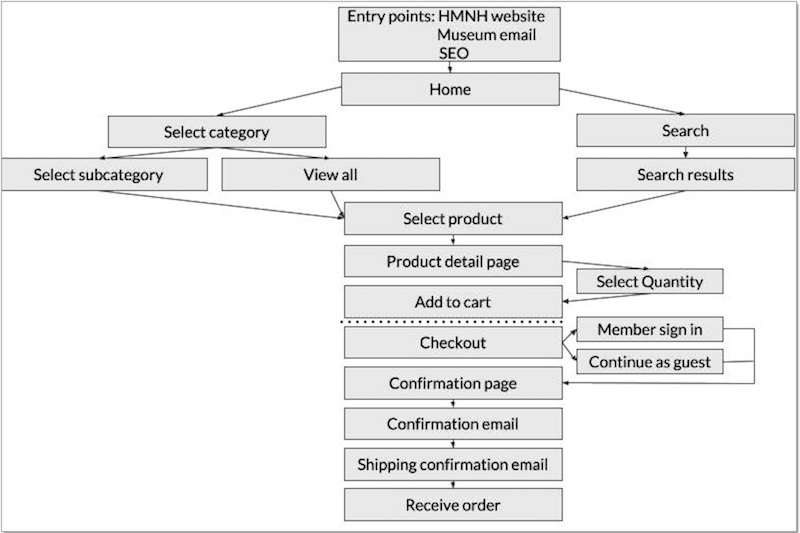 Entry points: HMNH website
Museum email
SEO
Home
Select category
Search
Select subcategory
View all
Search results
Select product
Product detail page
Select Quantity
Add to cart
Member sign in
Checkout
Continue as guest
Confirmation page
Confirmation email
Shipping confirmation email
Receive order